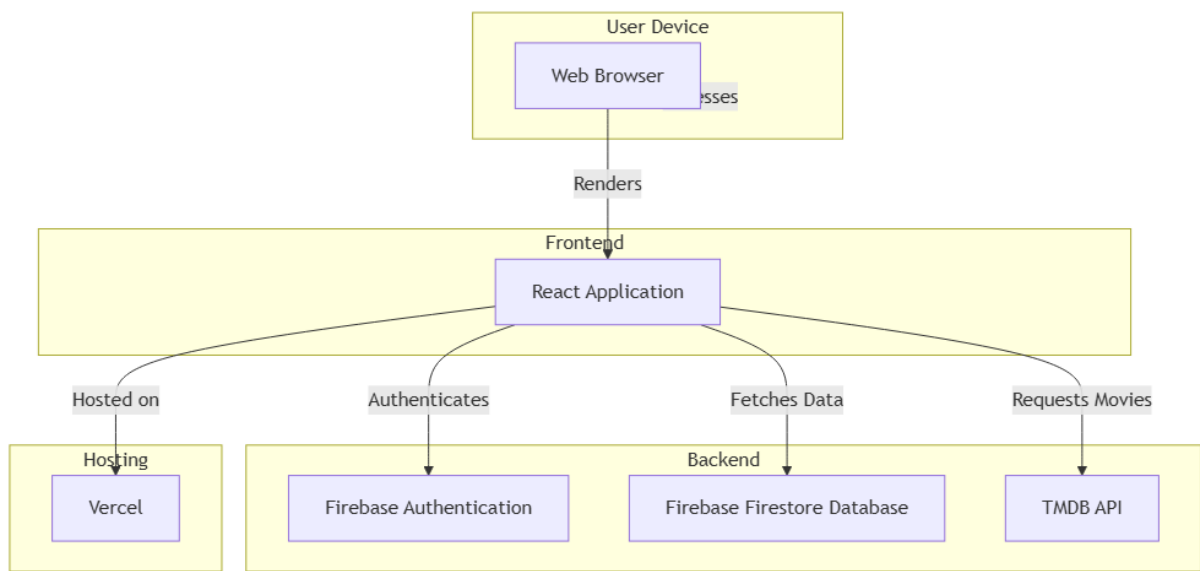 User Device
Web Browser
esses
Renders
Frontend
React Application
Hosted on
Authenticates
Fetches Data
Requests Movies
Hosting
Backend
Vercel
Firebase Authentication
Firebase Firestore Database
TMDB API